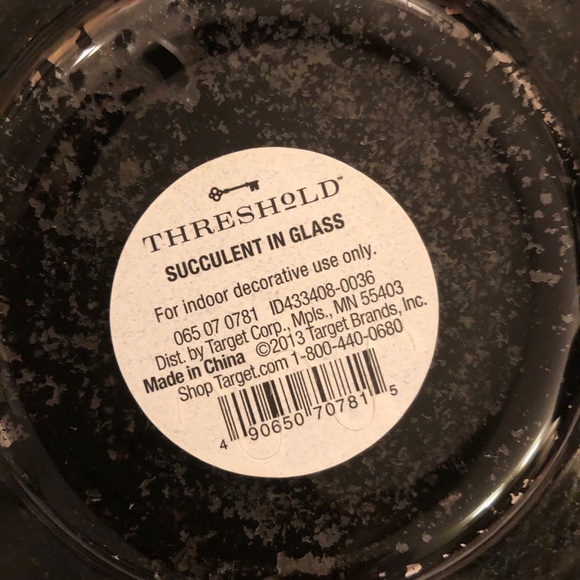 THRESHOLD™
SUCCULENT IN GLASS
For indoor decorative use only.
065 07 0781 ID433408-0036
Dist. by Target Corp., Mpls., MN 55403
Made in China ©2013 Target Brands, Inc.
Shop Target.com 1-800-440-0680
4 90650 70781 5